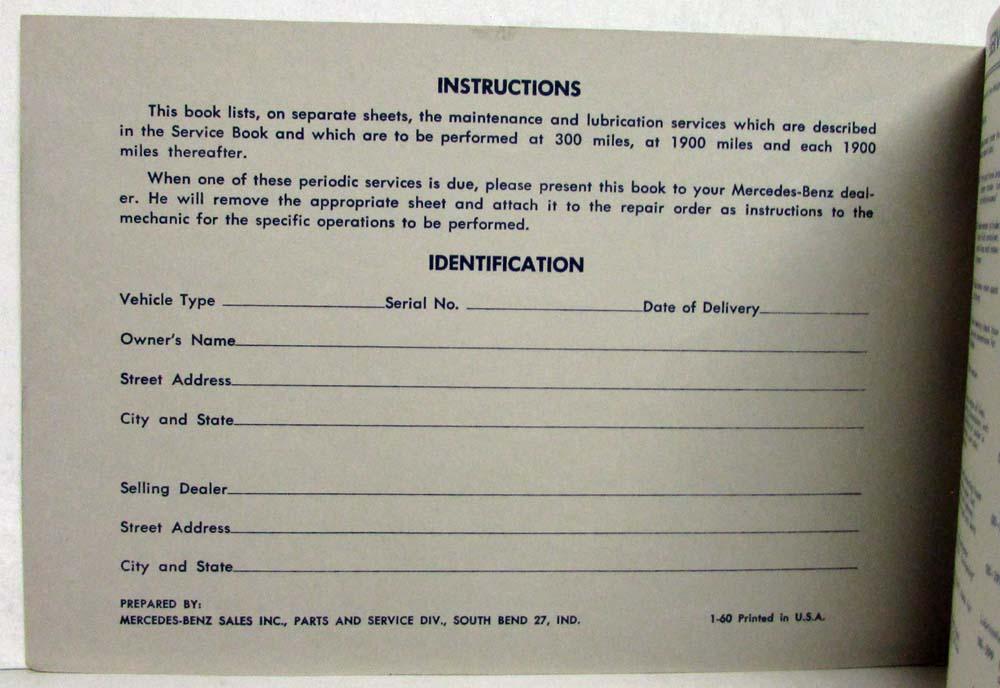 INSTRUCTIONS
This book lists, on separate sheets, the maintenance and lubrication services which are described
in the Service Book and which are to be performed at 300 miles, at 1900 miles and each 1900
miles thereafter.
When one of these periodic services is due, please present this book to your Mercedes-Benz deal-
er. He will remove the appropriate sheet and attach it to the repair order as instructions to the
mechanic for the specific operations to be performed.
IDENTIFICATION
Vehicle Type Serial No. Date of Delivery
Owner's Name
Street Address
City and State
Selling Dealer
Street Address
City and State
PREPARED BY:
MERCEDES-BENZ SALES INC., PARTS AND SERVICE DIV., SOUTH BEND 27, IND. 1-60 Printed in U.S.A.